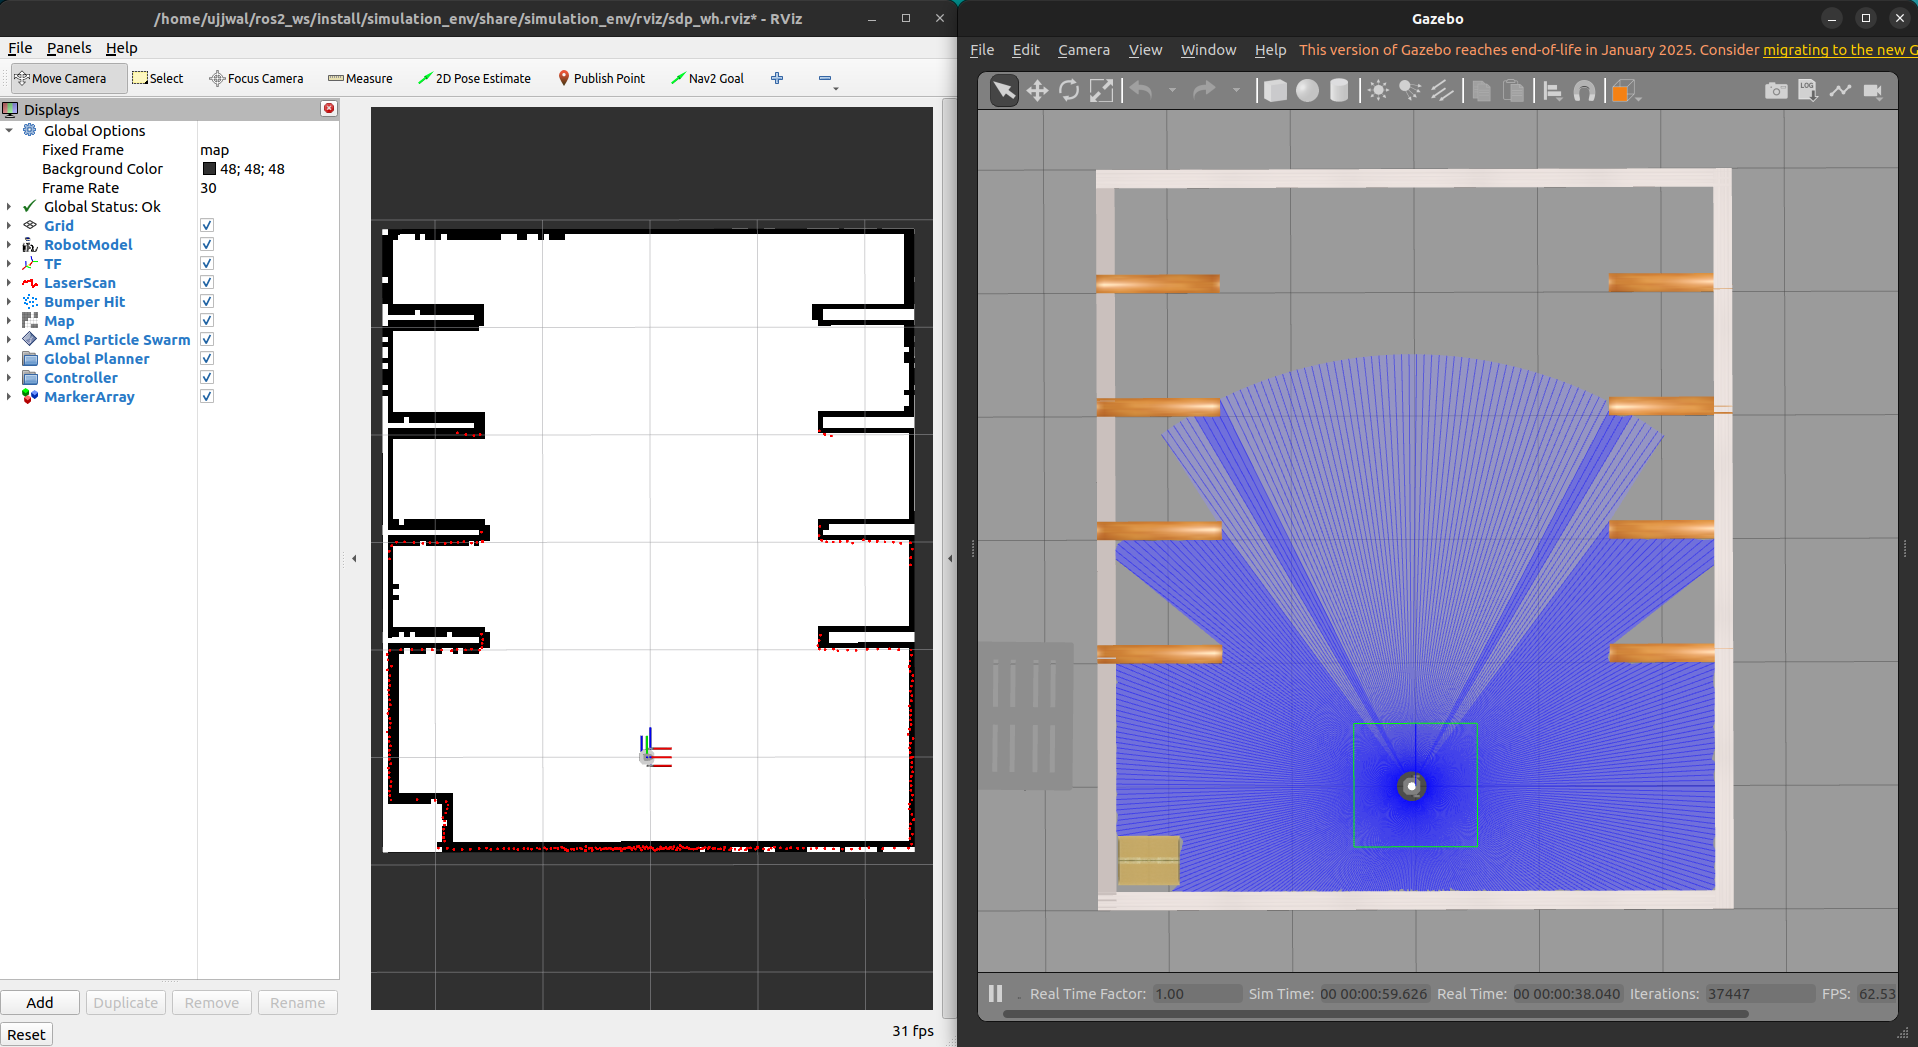 /home/ujjwal/ros2_ws/install/simulation_env/share/simulation_env/rviz/sdp_wh.rviz* - RViz
File Panels Help
Move Camera Select Focus Camera Measure 2D Pose Estimate Publish Point Nav2 Goal
Displays
Global Options
Fixed Frame map
Background Color 48; 48; 48
Frame Rate 30
Global Status: Ok
Grid
RobotModel
TF
LaserScan
Bumper Hit
Map
Amcl Particle Swarm
Global Planner
Controller
MarkerArray
Add Duplicate Remove Rename
Reset
31 fps
Gazebo
File Edit Camera View Window Help This version of Gazebo reaches end-of-life in January 2025. Consider migrating to the new G
LOG
Real Time Factor: 1.00 Sim Time: 00 00:00:59.626 Real Time: 00 00:00:38.040 Iterations: 37447 FPS: 62.53